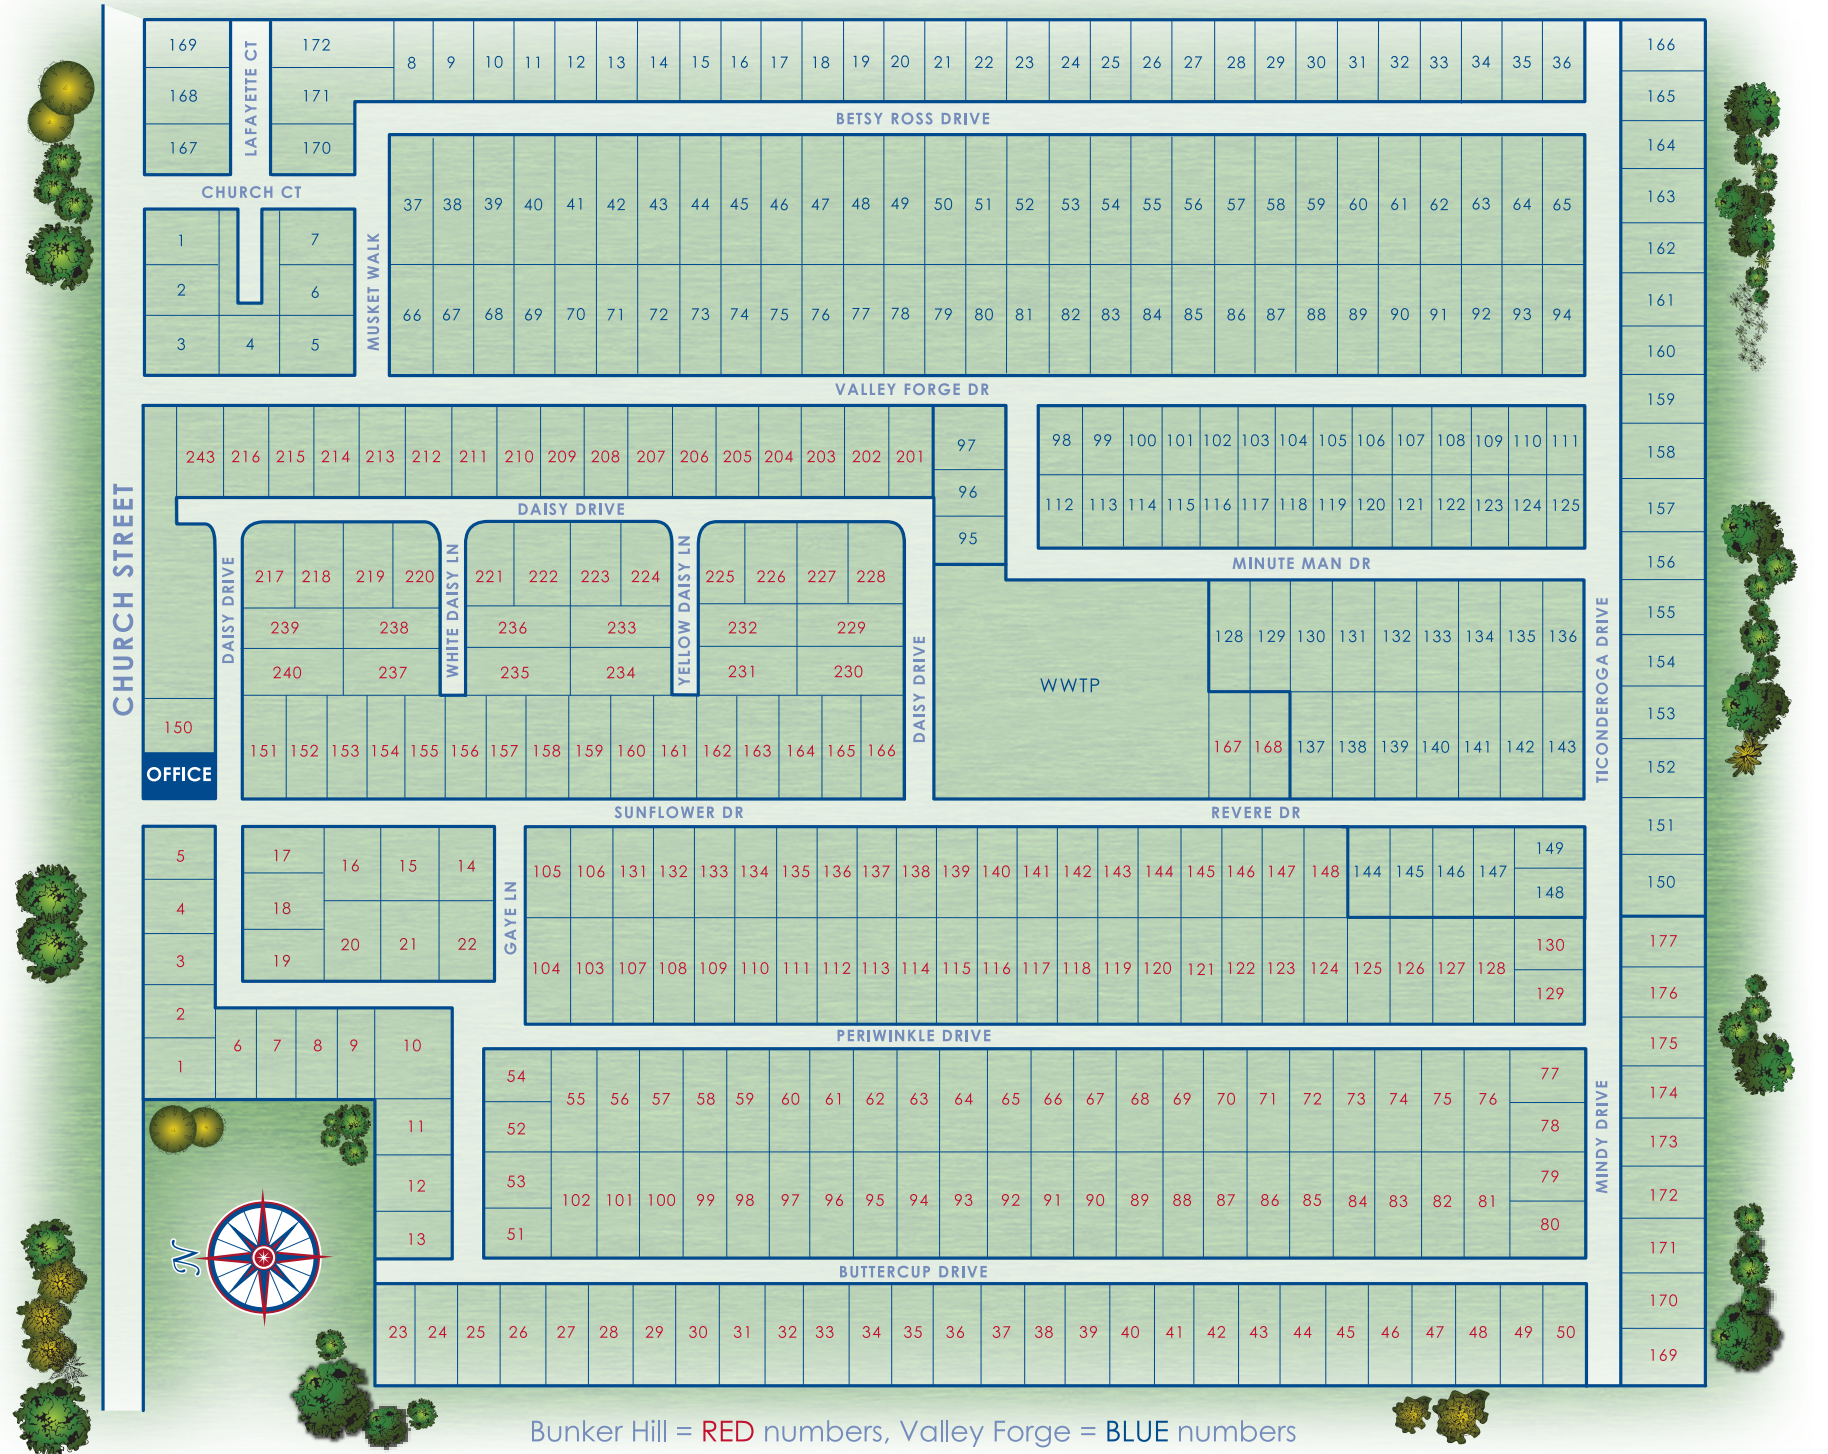 169 LAFAYETTE CT 172 8 9 10 11 12 13 14 15 16 17 18 19 20 21 22 23 24 25 26 27 28 29 30 31 32 33 34 35 36 166
168 171 165
BETSY ROSS DRIVE
167 170 164
CHURCH CT
37 38 39 40 41 42 43 44 45 46 47 48 49 50 51 52 53 54 55 56 57 58 59 60 61 62 63 64 65 163
1 7 162
MUSKET WALK
2 6 161
66 67 68 69 70 71 72 73 74 75 76 77 78 79 80 81 82 83 84 85 86 87 88 89 90 91 92 93 94
3 4 5 160
VALLEY FORGE DR
159
243 216 215 214 213 212 211 210 209 208 207 206 205 204 203 202 201 97 98 99 100 101 102 103 104 105 106 107 108 109 110 111 158
96 112 113 114 115 116 117 118 119 120 121 122 123 124 125 157
DAISY DRIVE
95
MINUTE MAN DR
156
CHURCH STREET
DAISY DRIVE
217 218 219 220 WHITE DAISY LN 221 222 223 224 YELLOW DAISY LN 225 226 227 228
155
239 238 236 233 232 229 128 129 130 131 132 133 134 135 136
154
240 237 235 234 231 230
DAISY DRIVE
WWTP
TICONDEROGA DRIVE
153
150
151 152 153 154 155 156 157 158 159 160 161 162 163 164 165 166 167 168 137 138 139 140 141 142 143 152
OFFICE
SUNFLOWER DR
REVERE DR
151
5 17 16 15 14 105 106 131 132 133 134 135 136 137 138 139 140 141 142 143 144 145 146 147 148 144 145 146 147 149
148 150
4 18
GAYE LN
3 19 20 21 22 104 103 107 108 109 110 111 112 113 114 115 116 117 118 119 120 121 122 123 124 125 126 127 128 130 177
129 176
2
PERIWINKLE DRIVE
175
1 6 7 8 9 10
54 55 56 57 58 59 60 61 62 63 64 65 66 67 68 69 70 71 72 73 74 75 76 77 174
11 52 78 173
MINDY DRIVE
12 53 102 101 100 99 98 97 96 95 94 93 92 91 90 89 88 87 86 85 84 83 82 81 79 172
13 51 80 171
N
BUTTERCUP DRIVE
170
23 24 25 26 27 28 29 30 31 32 33 34 35 36 37 38 39 40 41 42 43 44 45 46 47 48 49 50 169
Bunker Hill = RED numbers, Valley Forge = BLUE numbers